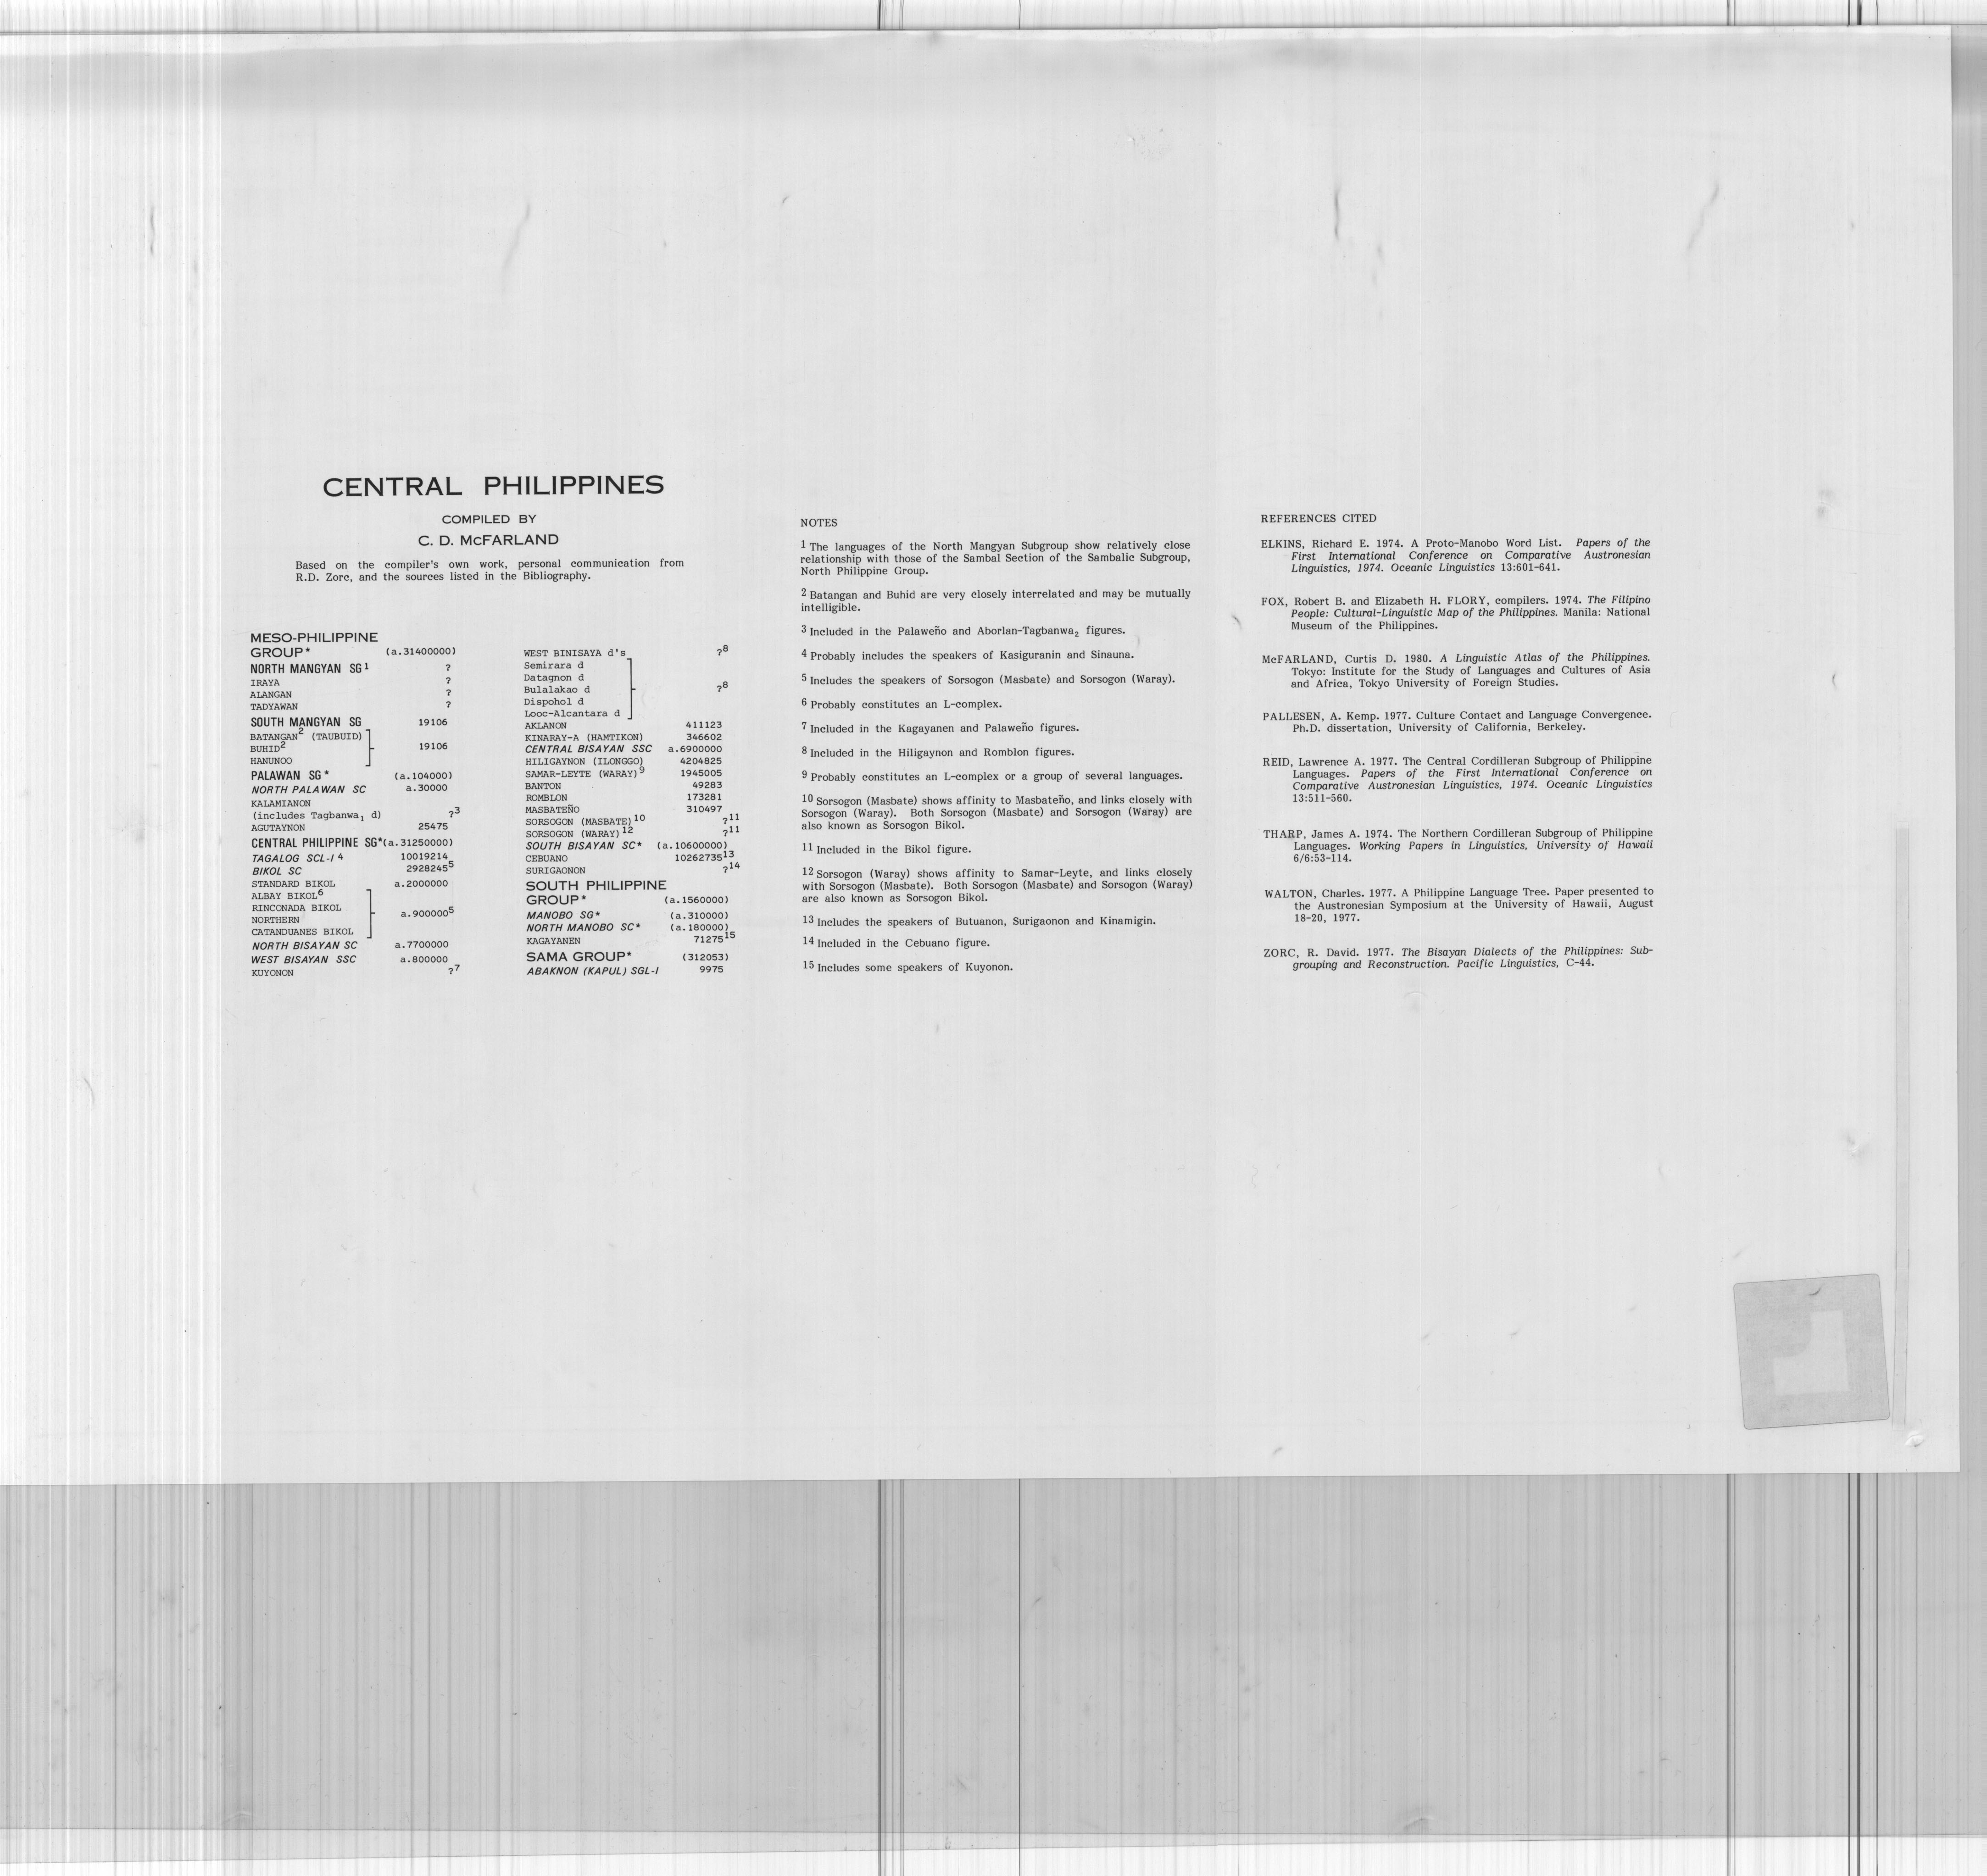 CENTRAL PHILIPPINES
COMPILED BY
C. D. McFARLAND
Based on the compiler's own work, personal communication from
R.D. Zorc, and the sources listed in the Bibliography.
MESO-PHILIPPINE
GROUP* (a.31400000)
NORTH MANGYAN SG1 ?
IRAYA ?
ALANGAN ?
TADYAWAN ?
SOUTH MANGYAN SG 19106
BATANGAN2 (TAUBUID)
BUHID2 19106
HANUNOO
PALAWAN SG* (a.104000)
NORTH PALAWAN SC a.30000
KALAMIANON
(includes Tagbanwa1 d) ?3
AGUTAYNON 25475
CENTRAL PHILIPPINE SG*(a.31250000)
TAGALOG SCL-I 4 10019214
BIKOL SC 29282455
STANDARD BIKOL a.2000000
ALBAY BIKOL6
RINCONADA BIKOL a.9000005
NORTHERN
CATANDUANES BIKOL
NORTH BISAYAN SC a.7700000
WEST BISAYAN SSC a.800000
KUYONON ?7
WEST BINISAYA d's ?8
Semirara d
Datagnon d
Bulalakao d ?8
Dispohol d
Looc-Alcantara d
AKLANON 411123
KINARAY-A (HAMTIKON) 346602
CENTRAL BISAYAN SSC a.6900000
HILIGAYNON (ILONGGO) 4204825
SAMAR-LEYTE (WARAY)9 1945005
BANTON 49283
ROMBLON 173281
MASBATEÑO 310497
SORSOGON (MASBATE)10 ?11
SORSOGON (WARAY)12 ?11
SOUTH BISAYAN SC* (a.10600000)
CEBUANO 1026273513
SURIGAONON ?14
SOUTH PHILIPPINE
GROUP* (a.1560000)
MANOBO SG* (a.310000)
NORTH MANOBO SC* (a.180000)
KAGAYANEN 7127515
SAMA GROUP* (312053)
ABAKNON (KAPUL) SGL-I 9975
NOTES
1 The languages of the North Mangyan Subgroup show relatively close
relationship with those of the Sambal Section of the Sambalic Subgroup,
North Philippine Group.
2 Batangan and Buhid are very closely interrelated and may be mutually
intelligible.
3 Included in the Palaweño and Aborlan-Tagbanwa2 figures.
4 Probably includes the speakers of Kasiguranin and Sinauna.
5 Includes the speakers of Sorsogon (Masbate) and Sorsogon (Waray).
6 Probably constitutes an L-complex.
7 Included in the Kagayanen and Palaweño figures.
8 Included in the Hiligaynon and Romblon figures.
9 Probably constitutes an L-complex or a group of several languages.
10 Sorsogon (Masbate) shows affinity to Masbateño, and links closely with
Sorsogon (Waray). Both Sorsogon (Masbate) and Sorsogon (Waray) are
also known as Sorsogon Bikol.
11 Included in the Bikol figure.
12 Sorsogon (Waray) shows affinity to Samar-Leyte, and links closely
with Sorsogon (Masbate). Both Sorsogon (Masbate) and Sorsogon (Waray)
are also known as Sorsogon Bikol.
13 Includes the speakers of Butuanon, Surigaonon and Kinamigin.
14 Included in the Cebuano figure.
15 Includes some speakers of Kuyonon.
REFERENCES CITED
ELKINS, Richard E. 1974. A Proto-Manobo Word List. Papers of the
First International Conference on Comparative Austronesian
Linguistics, 1974. Oceanic Linguistics 13:601-641.
FOX, Robert B. and Elizabeth H. FLORY, compilers. 1974. The Filipino
People: Cultural-Linguistic Map of the Philippines. Manila: National
Museum of the Philippines.
McFARLAND, Curtis D. 1980. A Linguistic Atlas of the Philippines.
Tokyo: Institute for the Study of Languages and Cultures of Asia
and Africa, Tokyo University of Foreign Studies.
PALLESEN, A. Kemp. 1977. Culture Contact and Language Convergence.
Ph.D. dissertation, University of California, Berkeley.
REID, Lawrence A. 1977. The Central Cordilleran Subgroup of Philippine
Languages. Papers of the First International Conference on
Comparative Austronesian Linguistics, 1974. Oceanic Linguistics
13:511-560.
THARP, James A. 1974. The Northern Cordilleran Subgroup of Philippine
Languages. Working Papers in Linguistics, University of Hawaii
6/6:53-114.
WALTON, Charles. 1977. A Philippine Language Tree. Paper presented to
the Austronesian Symposium at the University of Hawaii, August
18-20, 1977.
ZORC, R. David. 1977. The Bisayan Dialects of the Philippines: Sub-
grouping and Reconstruction. Pacific Linguistics, C-44.